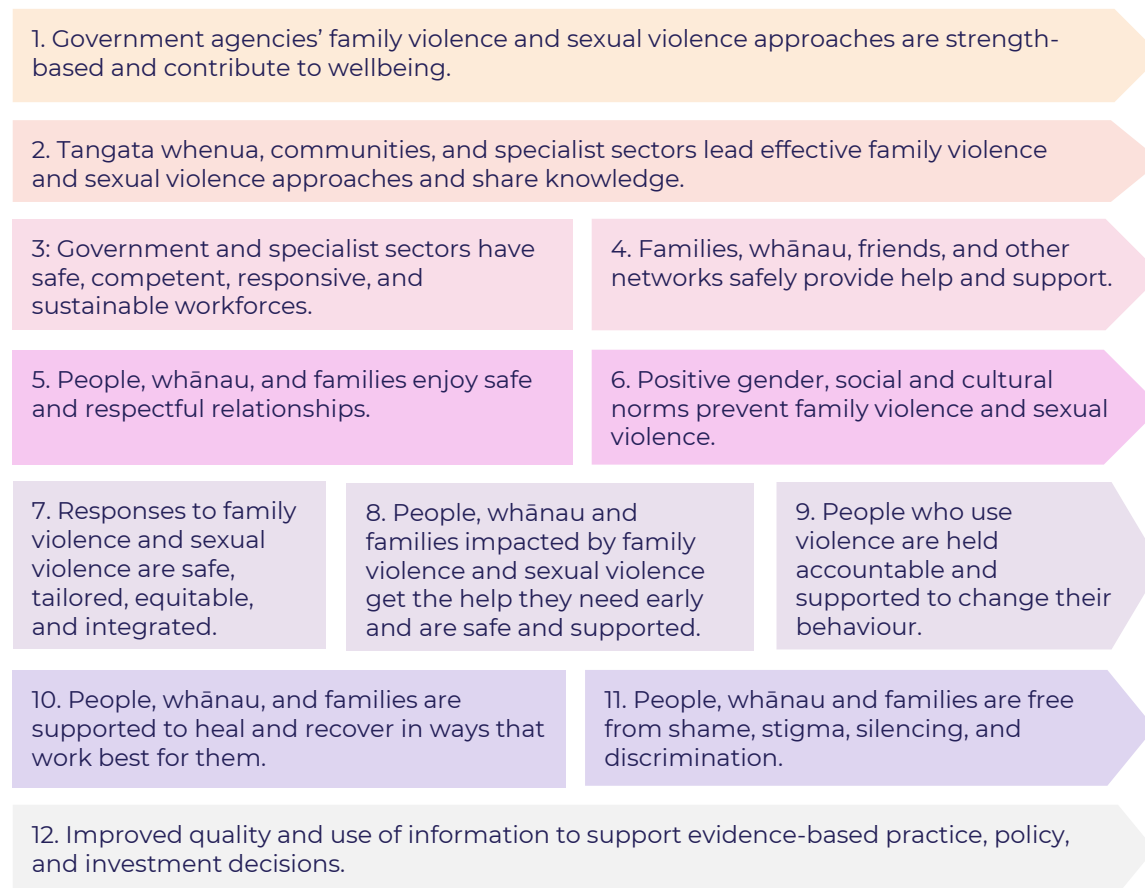 1. Government agencies’ family violence and sexual violence approaches are strength-
based and contribute to wellbeing.
2. Tangata whenua, communities, and specialist sectors lead effective family violence
and sexual violence approaches and share knowledge.
3: Government and specialist sectors have
safe, competent, responsive, and
sustainable workforces.
4. Families, whānau, friends, and other
networks safely provide help and support.
5. People, whānau, and families enjoy safe
and respectful relationships.
6. Positive gender, social and cultural
norms prevent family violence and sexual
violence.
7. Responses to family
violence and sexual
violence are safe,
tailored, equitable,
and integrated.
8. People, whānau and
families impacted by family
violence and sexual violence
get the help they need early
and are safe and supported.
9. People who use
violence are held
accountable and
supported to change their
behaviour.
10. People, whānau, and families are
supported to heal and recover in ways that
work best for them.
11. People, whānau and families are free
from shame, stigma, silencing, and
discrimination.
12. Improved quality and use of information to support evidence-based practice, policy,
and investment decisions.